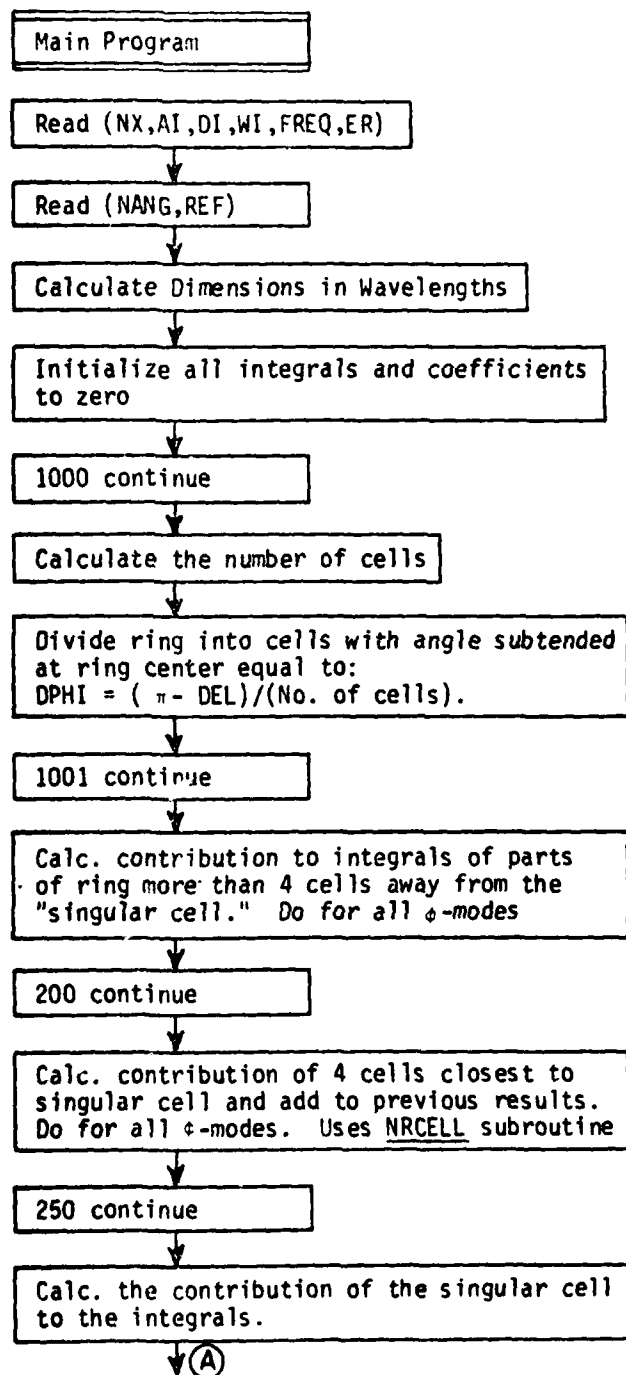 Main Program
Read (NX,AI,DI,WI,FREQ,ER)
Read (NANG,REF)
Calculate Dimensions in Wavelengths
Initialize all integrals and coefficients
to zero
1000 continue
Calculate the number of cells
Divide ring into cells with angle subtended
at ring center equal to:
DPHI = ( π- DEL)/(No. of cells).
1001 continue
Calc. contribution to integrals of parts
of ring more than 4 cells away from the
"singular cell." Do for all ϕ-modes
200 continue
Calc. contribution of 4 cells closest to
singular cell and add to previous results.
Do for all ϕ-modes. Uses NRCELL subroutine
250 continue
Calc. the contribution of the singular cell
to the integrals.
A